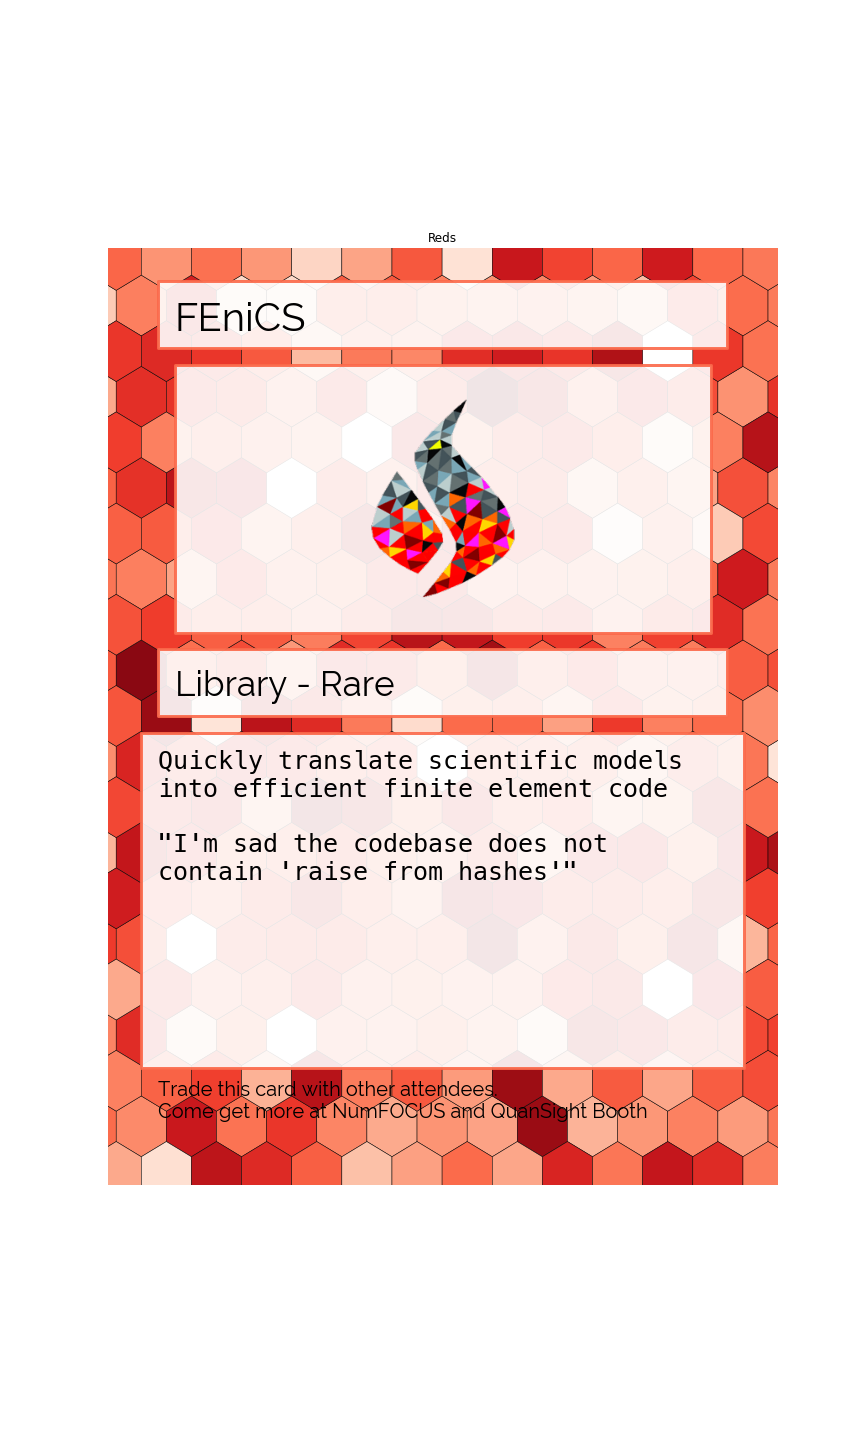 Reds
FEniCS
Library - Rare
Quickly translate scientific models
into efficient finite element code
"I'm sad the codebase does not
contain 'raise from hashes'"
Trade this card with other attendees.
Come get more at NumFOCUS and QuanSight Booth